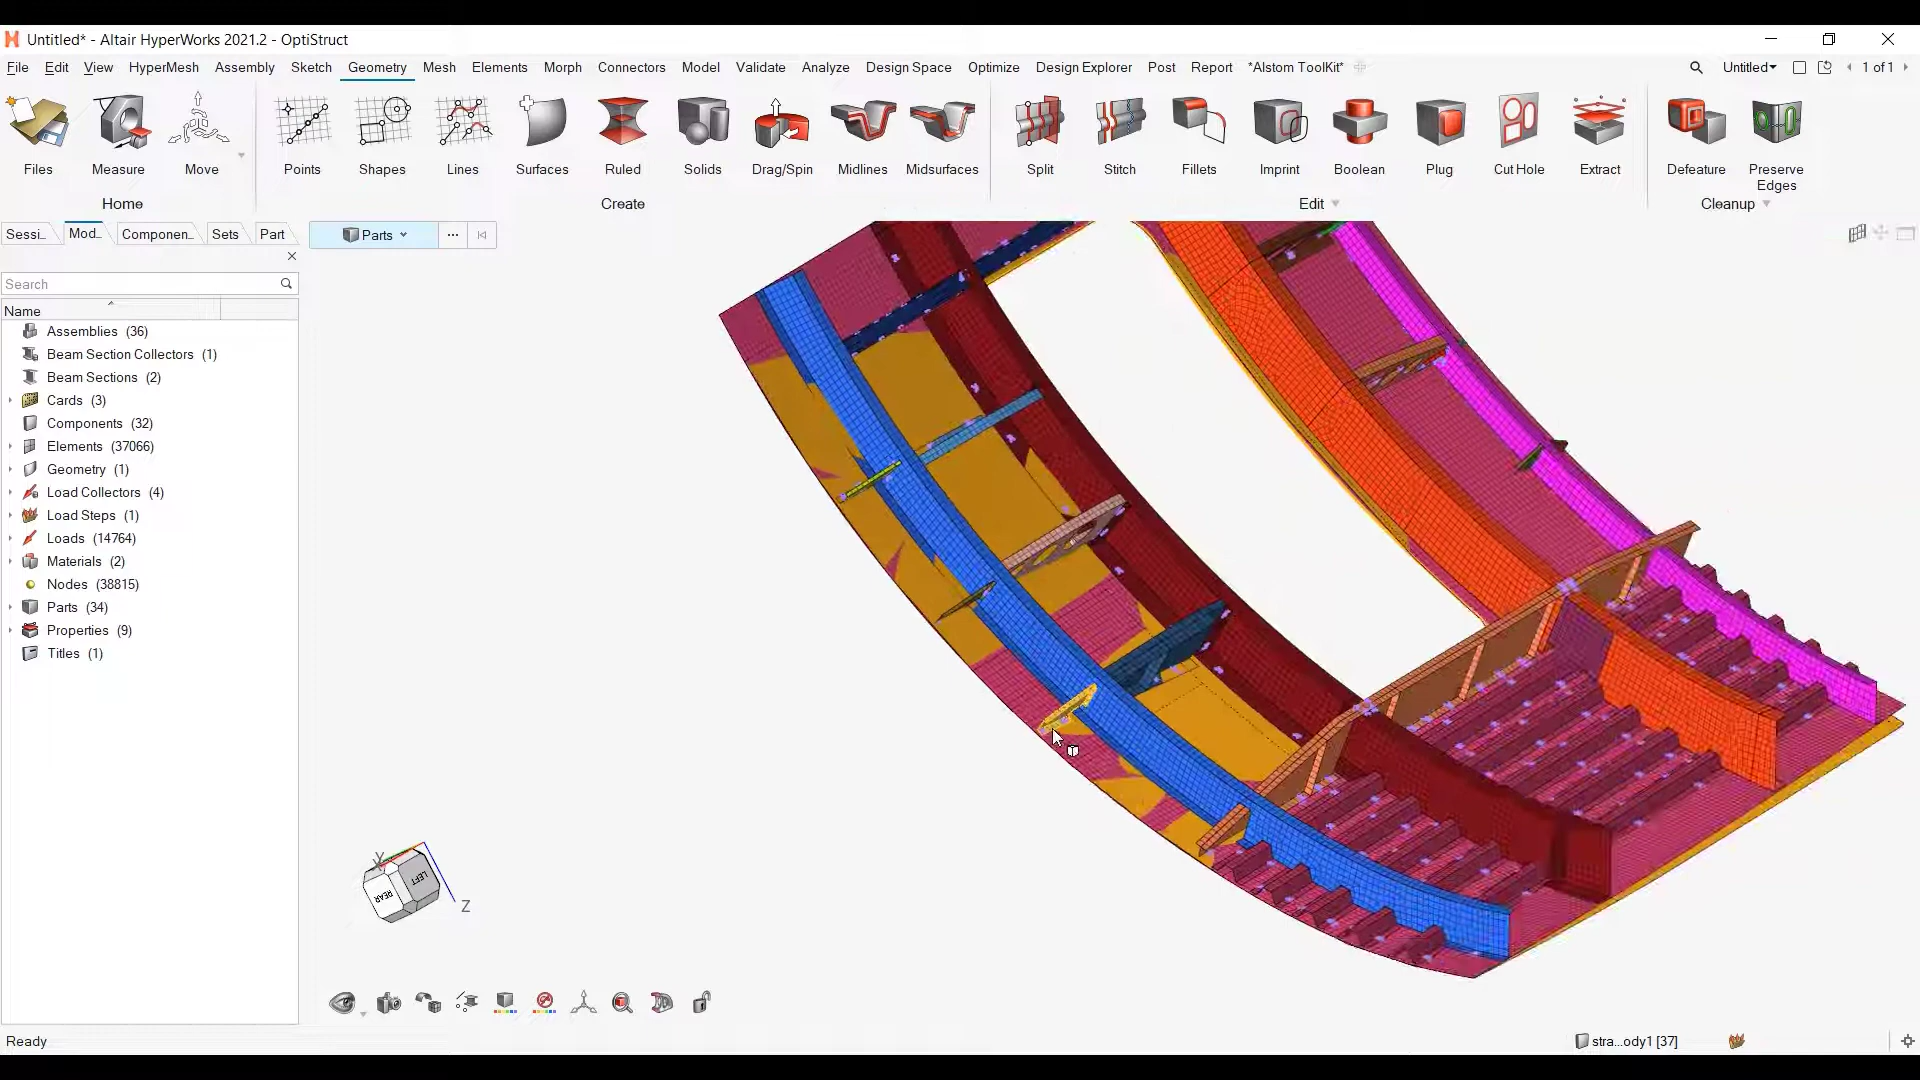 Untitled* - Altair HyperWorks 2021.2 - OptiStruct
File Edit View HyperMesh Assembly Sketch Geometry Mesh Elements Morph Connectors Model Validate Analyze Design Space Optimize Design Explorer Post Report *Alstom ToolKit* Untitled 1 of 1
Files Measure Move Points Shapes Lines Surfaces Ruled Solids Drag/Spin Midlines Midsurfaces Split Stitch Fillets Imprint Boolean Plug Cut Hole Extract Defeature Preserve Edges
Home Create Edit Cleanup
Sessi... Mod... Componen... Sets Part Parts ...
Search
Name
Assemblies (36)
Beam Section Collectors (1)
Beam Sections (2)
Cards (3)
Components (32)
Elements (37066)
Geometry (1)
Load Collectors (4)
Load Steps (1)
Loads (14764)
Materials (2)
Nodes (38815)
Parts (34)
Properties (9)
Titles (1)
Y
LEFT
REAR
Z
Ready
stra...ody1 [37]